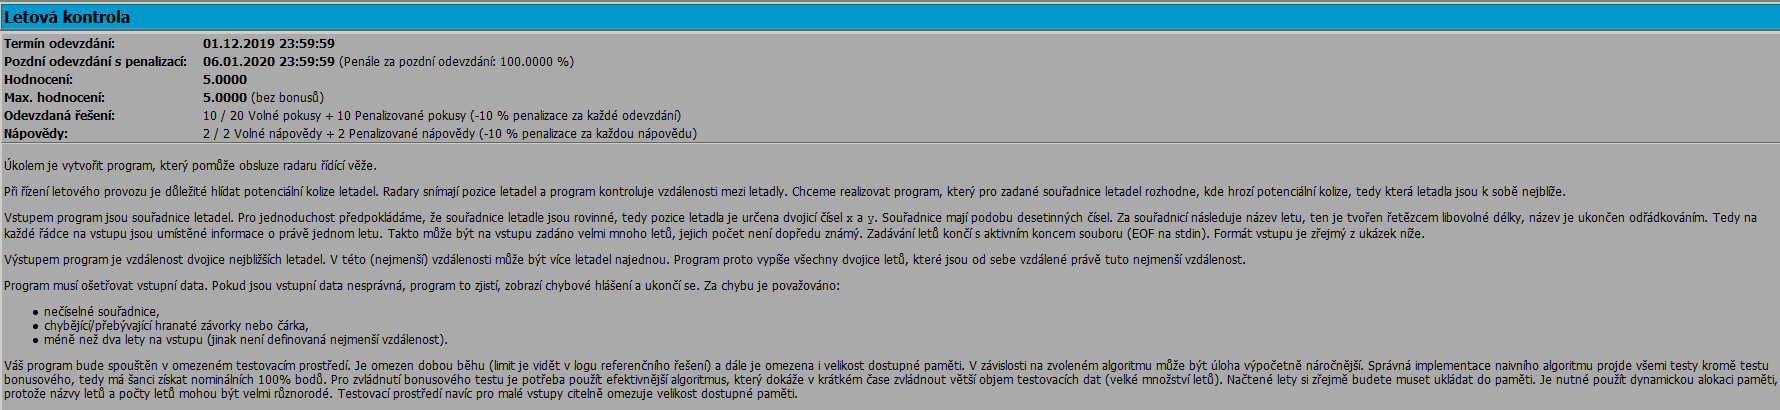 Letová kontrola
Termín odevzdání: 01.12.2019 23:59:59
Pozdní odevzdání s penalizací: 06.01.2020 23:59:59 (Penále za pozdní odevzdání: 100.0000 %)
Hodnocení: 5.0000
Max. hodnocení: 5.0000 (bez bonusů)
Odevzdaná řešení: 10 / 20 Volné pokusy + 10 Penalizované pokusy (-10 % penalizace za každé odevzdání)
Nápovědy: 2 / 2 Volné nápovědy + 2 Penalizované nápovědy (-10 % penalizace za každou nápovědu)
Úkolem je vytvořit program, který pomůže obsluze radaru řídící věže.
Při řízení letového provozu je důležité hlídat potenciální kolize letadel. Radary snímají pozice letadel a program kontroluje vzdálenosti mezi letadly. Chceme realizovat program, který pro zadané souřadnice letadel rozhodne, kde hrozí potenciální kolize, tedy která letadla jsou k sobě nejblíže.
Vstupem program jsou souřadnice letadel. Pro jednoduchost předpokládáme, že souřadnice letadle jsou rovinné, tedy pozice letadla je určena dvojicí čísel x a y. Souřadnice mají podobu desetinných čísel. Za souřadnicí následuje název letu, ten je tvořen řetězcem libovolné délky, název je ukončen odřádkováním. Tedy na
každé řádce na vstupu jsou umístěné informace o právě jednom letu. Takto může být na vstupu zadáno velmi mnoho letů, jejich počet není dopředu známý. Zadávání letů končí s aktivním koncem souboru (EOF na stdin). Formát vstupu je zřejmý z ukázek níže.
Výstupem program je vzdálenost dvojice nejbližších letadel. V této (nejmenší) vzdálenosti může být více letadel najednou. Program proto vypíše všechny dvojice letů, které jsou od sebe vzdálené právě tuto nejmenší vzdálenost.
Program musí ošetřovat vstupní data. Pokud jsou vstupní data nesprávná, program to zjistí, zobrazí chybové hlášení a ukončí se. Za chybu je považováno:
• nečíselné souřadnice,
• chybějící/přebývající hranaté závorky nebo čárka,
• méně než dva lety na vstupu (jinak není definovaná nejmenší vzdálenost).
Váš program bude spouštěn v omezeném testovacím prostředí. Je omezen dobou běhu (limit je vidět v logu referenčního řešení) a dále je omezena i velikost dostupné paměti. V závislosti na zvoleném algoritmu může být úloha výpočetně náročnější. Správná implementace naivního algoritmu projde všemi testy kromě testu
bonusového, tedy má šanci získat nominálních 100% bodů. Pro zvládnutí bonusového testu je potřeba použít efektivnější algoritmus, který dokáže v krátkém čase zvládnout větší objem testovacích dat (velké množství letů). Načtené lety si zřejmě budete muset ukládat do paměti. Je nutné použít dynamickou alokaci paměti,
protože názvy letů a počty letů mohou být velmi různorodé. Testovací prostředí navíc pro malé vstupy citelně omezuje velikost dostupné paměti.